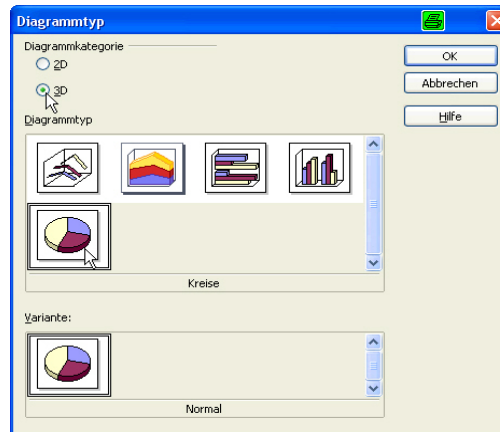 Diagrammtyp
Diagrammkategorie
2D
3D
OK
Abbrechen
Hilfe
Diagrammtyp
Kreise
Variante:
Normal